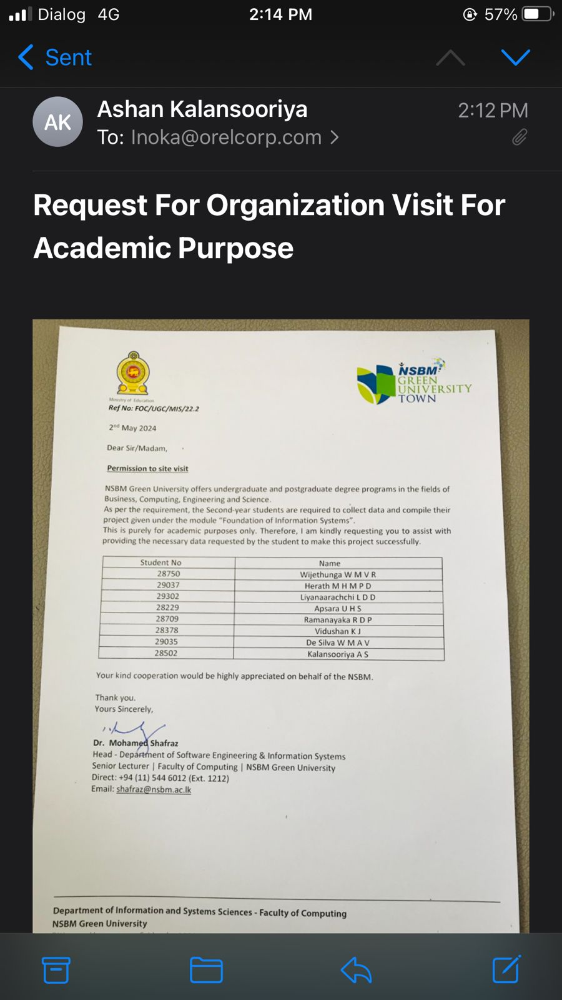 Dialog 4G 2:14 PM 57%
Sent
AK
Ashan Kalansooriya 2:12 PM
To: Inoka@orelcorp.com
Request For Organization Visit For
Academic Purpose
NSBM
GREEN
UNIVERSITY
TOWN
Ministry of Education
Ref No: FOC/UGC/MIS/22.2
2nd May 2024
Dear Sir/Madam,
Permission to site visit
NSBM Green University offers undergraduate and postgraduate degree programs in the fields of
Business, Computing, Engineering and Science.
As per the requirement, the Second-year students are required to collect data and compile their
project given under the module “Foundation of Information Systems”.
This is purely for academic purposes only. Therefore, I am kindly requesting you to assist with
providing the necessary data requested by the student to make this project successfully.
Student No Name
28750 Wijethunga W M V R
29037 Herath M H M P D
29302 Liyanaarachchi L D D
28229 Apsara U H S
28709 Ramanayaka R D P
28378 Vidushan K J
29035 De Silva W M A V
28502 Kalansooriya A S
Your kind cooperation would be highly appreciated on behalf of the NSBM.
Thank you.
Yours Sincerely,
Dr. Mohamed Shafraz
Head - Department of Software Engineering & Information Systems
Senior Lecturer | Faculty of Computing | NSBM Green University
Direct: +94 (11) 544 6012 (Ext. 1212)
Email: shafraz@nsbm.ac.lk
Department of Information and Systems Sciences - Faculty of Computing
NSBM Green University